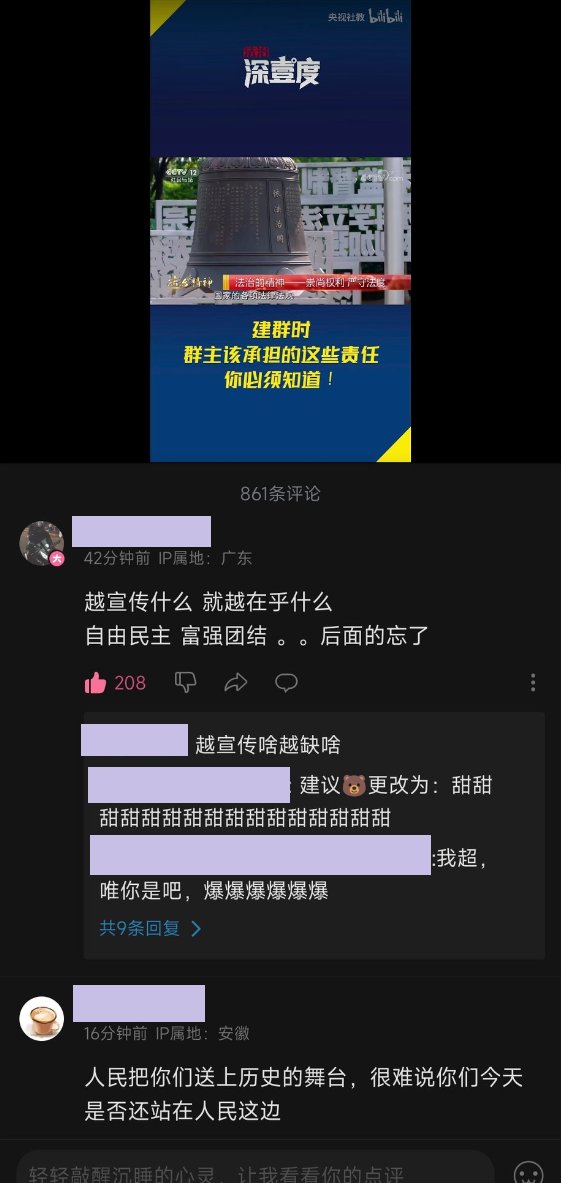 央视社教 bilibili
深壹度
CCTV 12
依法治国
法治的精神——崇尚权利 严守法度
国家的各项法律法规
建群时
群主该承担的这些责任
你必须知道！
861条评论
42分钟前 IP属地：广东
越宣传什么 就越在乎什么
自由民主 富强团结 。。后面的忘了
208
越宣传啥越缺啥
: 建议🐻更改为：甜甜
甜甜甜甜甜甜甜甜甜甜甜甜甜甜
:我超，
唯你是吧，爆爆爆爆爆爆
共9条回复
16分钟前 IP属地：安徽
人民把你们送上历史的舞台，很难说你们今天
是否还站在人民这边
轻轻敲醒沉睡的心灵，让我看看你的点评